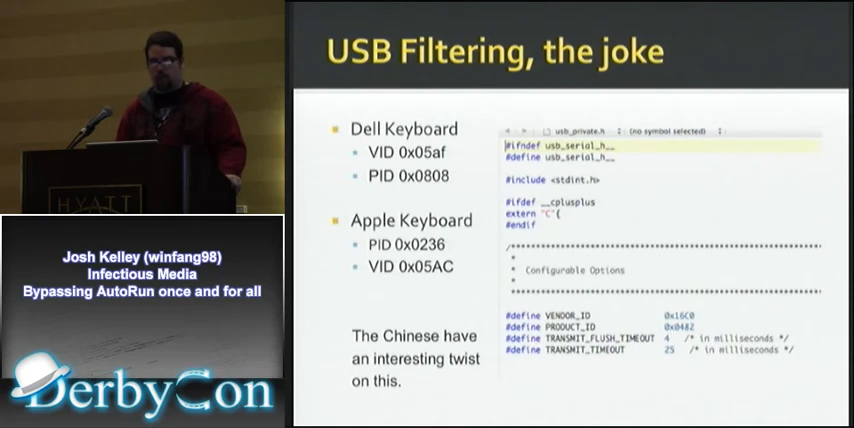 USB Filtering, the joke
Dell Keyboard
VID 0x05af
PID 0x0808
Apple Keyboard
PID 0x0236
VID 0x05AC
The Chinese have
an interesting twist
on this.
usb_private.h (no symbol selected)
#ifndef usb_serial_h__
#define usb_serial_h__
#include <stdint.h>
#ifdef __cplusplus
extern "C"{
#endif
/************************************************************
*
* Configurable Options
*
************************************************************
#define VENDOR_ID 0x16C0
#define PRODUCT_ID 0x0482
#define TRANSMIT_FLUSH_TIMEOUT 4 /* in milliseconds */
#define TRANSMIT_TIMEOUT 25 /* in milliseconds */
HYATT
Josh Kelley (winfang98)
Infectious Media
Bypassing AutoRun once and for all
DerbyCon